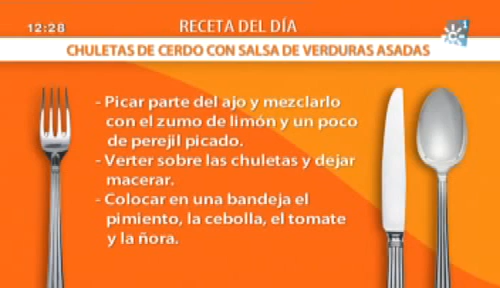 12:28
RECETA DEL DÍA
1
CHULETAS DE CERDO CON SALSA DE VERDURAS ASADAS
- Picar parte del ajo y mezclarlo
con el zumo de limón y un poco
de perejil picado.
- Verter sobre las chuletas y dejar
macerar.
- Colocar en una bandeja el
pimiento, la cebolla, el tomate
y la ñora.